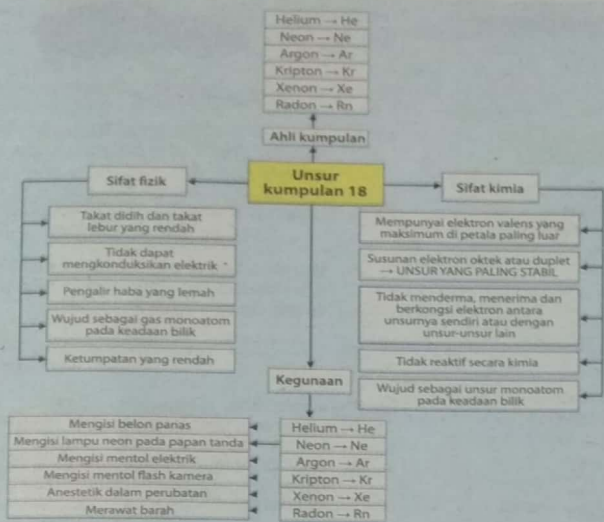 Helium → He
Neon → Ne
Argon → Ar
Kripton → Kr
Xenon → Xe
Radon → Rn
Ahli kumpulan
Unsur
kumpulan 18
Sifat fizik
Takat didih dan takat
lebur yang rendah
Tidak dapat
mengkonduksikan elektrik
Pengalir haba yang lemah
Wujud sebagai gas monoatom
pada keadaan bilik
Ketumpatan yang rendah
Sifat kimia
Mempunyai elektron valens yang
maksimum di petala paling luar
Susunan elektron oktek atau duplet
→ UNSUR YANG PALING STABIL
Tidak menderma, menerima dan
berkongsi elektron antara
unsurnya sendiri atau dengan
unsur-unsur lain
Tidak reaktif secara kimia
Wujud sebagai unsur monoatom
pada keadaan bilik
Kegunaan
Helium → He
Neon → Ne
Argon → Ar
Kripton → Kr
Xenon → Xe
Radon → Rn
Mengisi belon panas
Mengisi lampu neon pada papan tanda
Mengisi mentol elektrik
Mengisi mentol flash kamera
Anestetik dalam perubatan
Merawat barah